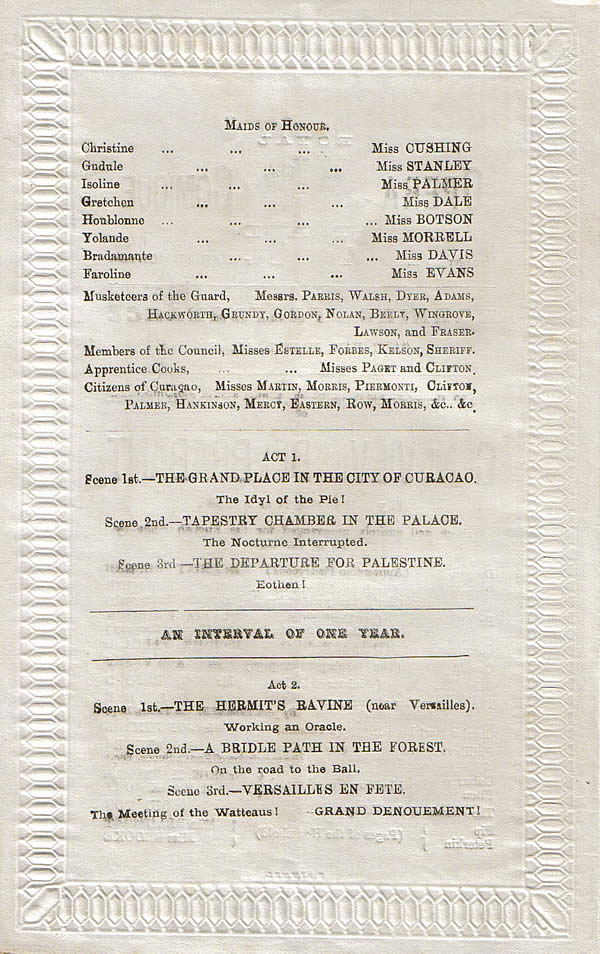 MAIDS OF HONOUR.
Christine ... ... ... Miss CUSHING
Gudule ... ... ... Miss STANLEY
Isoline ... ... ... Miss PALMER
Gretchen ... ... ... Miss DALE
Houblonne ... ... ... Miss BOTSON
Yolande ... ... ... Miss MORRELL
Bradamante ... ... Miss DAVIS
Faroline ... ... ... Miss EVANS
Musketeers of the Guard, Messrs. PARRIS, WALSH, DYER, ADAMS,
HACKWORTH, GRUNDY, GORDON, NOLAN, BEELY, WINGROVE,
LAWSON, and FRASER.
Members of the Council, Misses ESTELLE, FORBES, KELSON, SHERIFF.
Apprentice Cooks, ... ... Misses PAGET and CLIFTON.
Citizens of Curaçao, Misses MARTIN, MORRIS, PIERMONTI, CLIFTON,
PALMER, HANKINSON, MERCY, EASTERN, ROW, MORRIS, &c.. &c.
ACT 1.
Scene 1st.—THE GRAND PLACE IN THE CITY OF CURACAO.
The Idyl of the Pie!
Scene 2nd.—TAPESTRY CHAMBER IN THE PALACE.
The Nocturne Interrupted.
Scene 3rd—THE DEPARTURE FOR PALESTINE.
Eothen!
AN INTERVAL OF ONE YEAR.
Act 2.
Scene 1st.—THE HERMIT'S RAVINE (near Versailles).
Working an Oracle.
Scene 2nd.—A BRIDLE PATH IN THE FOREST.
On the road to the Ball.
Scene 3rd.—VERSAILLES EN FETE.
The Meeting of the Watteaus! GRAND DENOUEMENT!